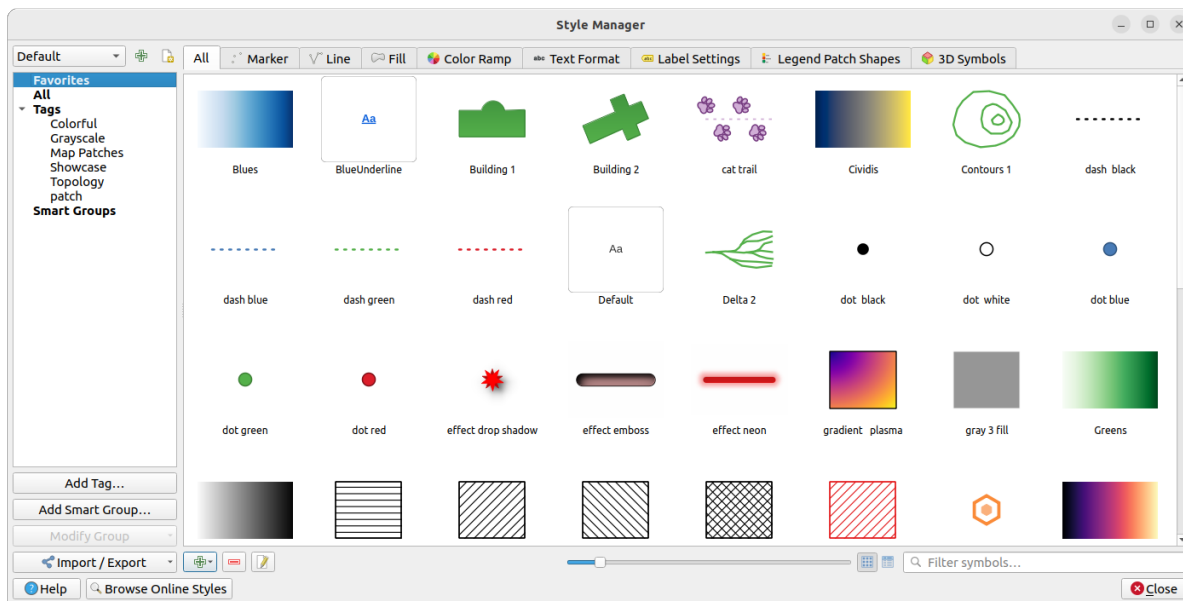 Style Manager
Default
All
Marker
Line
Fill
Color Ramp
abc Text Format
abc Label Settings
Legend Patch Shapes
3D Symbols
Favorites
All
Tags
Colorful
Grayscale
Map Patches
Showcase
Topology
patch
Smart Groups
Aa
Blues
BlueUnderline
Building 1
Building 2
cat trail
Cividis
Contours 1
dash black
Aa
dash blue
dash green
dash red
Default
Delta 2
dot black
dot white
dot blue
dot green
dot red
effect drop shadow
effect emboss
effect neon
gradient plasma
gray 3 fill
Greens
Add Tag...
Add Smart Group...
Modify Group
Import / Export
Filter symbols...
Help
Browse Online Styles
Close